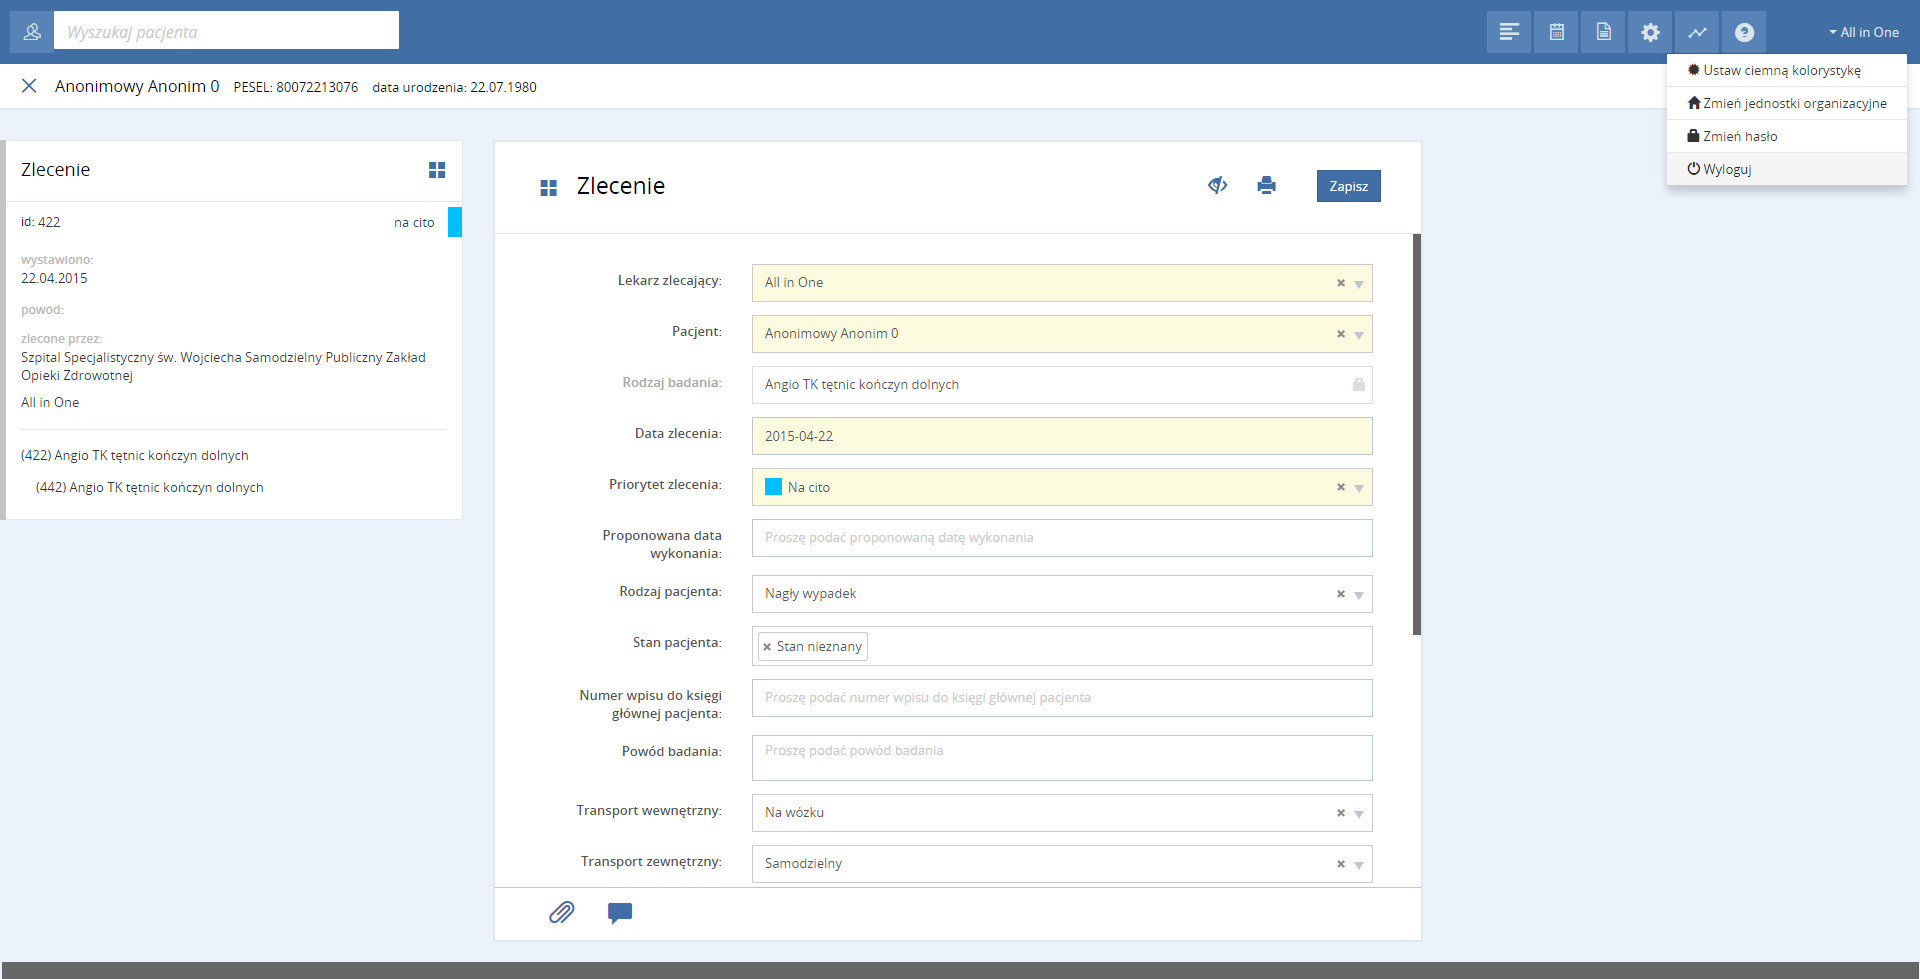 Wyszukaj pacjenta
All in One
Anonimowy Anonim 0 PESEL: 80072213076 data urodzenia: 22.07.1980
Ustaw ciemną kolorystykę
Zmień jednostki organizacyjne
Zmień hasło
Wyloguj
Zlecenie
id: 422 na cito
wystawiono:
22.04.2015
powód:
zlecone przez:
Szpital Specjalistyczny św. Wojciecha Samodzielny Publiczny Zakład
Opieki Zdrowotnej
All in One
(422) Angio TK tętnic kończyn dolnych
(442) Angio TK tętnic kończyn dolnych
Zlecenie
Zapisz
Lekarz zlecający: All in One
Pacjent: Anonimowy Anonim 0
Rodzaj badania: Angio TK tętnic kończyn dolnych
Data zlecenia: 2015-04-22
Priorytet zlecenia: Na cito
Proponowana data
wykonania: Proszę podać proponowaną datę wykonania
Rodzaj pacjenta: Nagły wypadek
Stan pacjenta: Stan nieznany
Numer wpisu do księgi
głównej pacjenta: Proszę podać numer wpisu do księgi głównej pacjenta
Powód badania: Proszę podać powód badania
Transport wewnętrzny: Na wózku
Transport zewnętrzny: Samodzielny